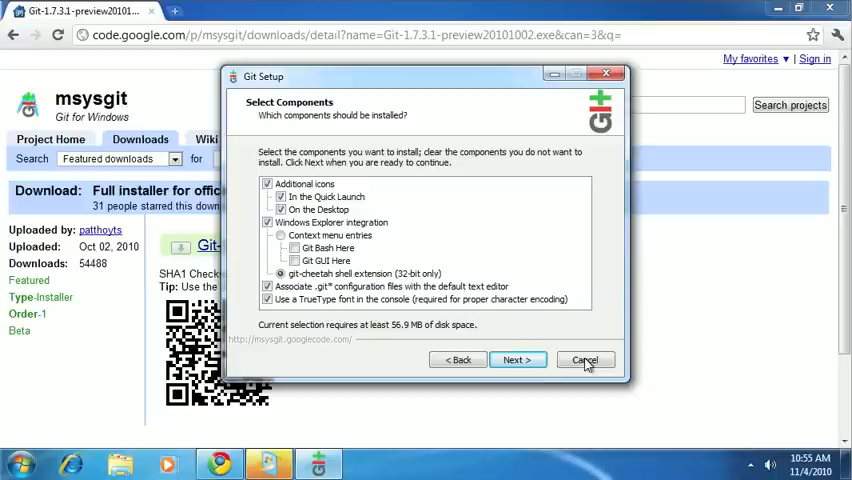 Git-1.7.3.1-preview20101...
code.google.com/p/msysgit/downloads/detail?name=Git-1.7.3.1-preview20101002.exe&can=3&q=
My favorites ▼ | Sign in
msysgit
Git for Windows
Search projects
Project Home
Downloads
Wiki
Search
Featured downloads
for
Download:
Full installer for offic
31 people starred this down
Uploaded by: patthoyts
Uploaded: Oct 02, 2010
Downloads: 54488
Featured
Type-Installer
Order-1
Beta
Git-
SHA1 Checks
Tip: Use the
Git Setup
Select Components
Which components should be installed?
Select the components you want to install; clear the components you do not want to
install. Click Next when you are ready to continue.
Additional icons
In the Quick Launch
On the Desktop
Windows Explorer integration
Context menu entries
Git Bash Here
Git GUI Here
git-cheetah shell extension (32-bit only)
Associate .git* configuration files with the default text editor
Use a TrueType font in the console (required for proper character encoding)
Current selection requires at least 56.9 MB of disk space.
http://msysgit.googlecode.com/
< Back
Next >
Cancel
10:55 AM
11/4/2010